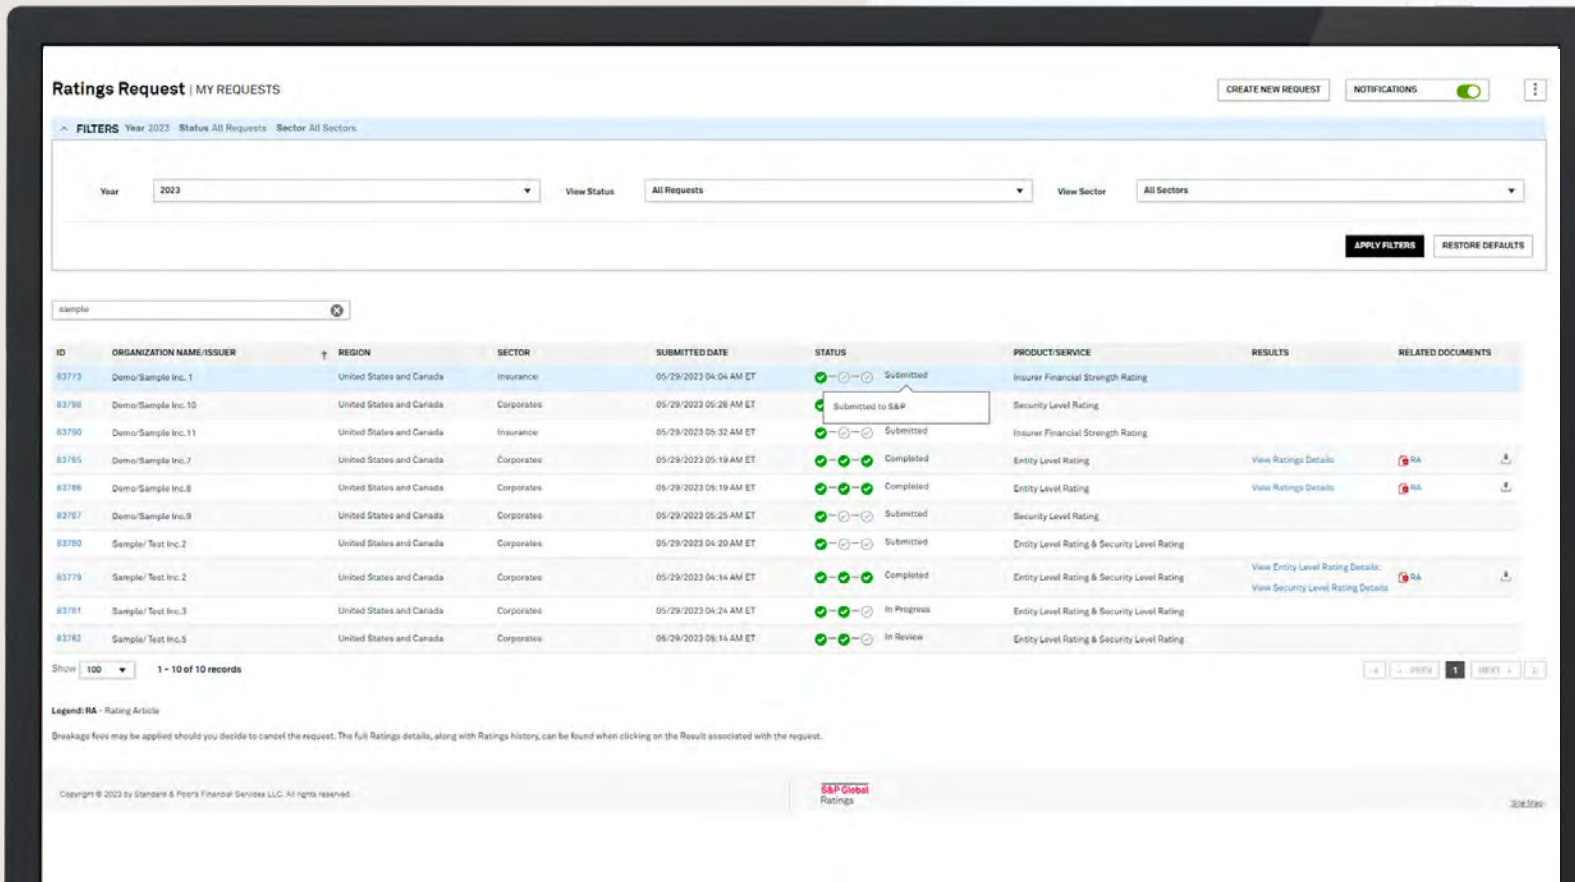 Ratings Request | MY REQUESTS
CREATE NEW REQUEST
NOTIFICATIONS
FILTERS Year 2023 Status All Requests Sector All Sectors
Year 2023 View Status All Requests View Sector All Sectors
APPLY FILTERS RESTORE DEFAULTS
sample
ID ORGANIZATION NAME/ISSUER REGION SECTOR SUBMITTED DATE STATUS PRODUCT/SERVICE RESULTS RELATED DOCUMENTS
83773 Demo/Sample Inc. 1 United States and Canada Insurance 05/29/2023 04:04 AM ET Submitted Insurer Financial Strength Rating
Demo/Sample Inc. 10 United States and Canada Corporates 05/29/2023 05:26 AM ET Submitted to S&P Security Level Rating
83790 Demo/Sample Inc. 11 United States and Canada Insurance 05/29/2023 05:32 AM ET Submitted Insurer Financial Strength Rating
83785 Demo/Sample Inc.7 United States and Canada Corporates 05/29/2023 05:19 AM ET Completed Entity Level Rating View Ratings Details RA
83786 Demo/Sample Inc.8 United States and Canada Corporates 05/29/2023 05:19 AM ET Completed Entity Level Rating View Ratings Details RA
83787 Demo/Sample Inc.9 United States and Canada Corporates 05/29/2023 05:25 AM ET Submitted Security Level Rating
83780 Sample/ Test Inc.2 United States and Canada Corporates 05/29/2023 04:20 AM ET Submitted Entity Level Rating & Security Level Rating
83779 Sample/ Test Inc.2 United States and Canada Corporates 05/29/2023 04:14 AM ET Completed Entity Level Rating & Security Level Rating View Entity Level Rating Details; RA
View Security Level Rating Details
83781 Sample/ Test Inc.3 United States and Canada Corporates 05/29/2023 04:24 AM ET In Progress Entity Level Rating & Security Level Rating
83782 Sample/ Test Inc.5 United States and Canada Corporates 05/29/2023 05:14 AM ET In Review Entity Level Rating & Security Level Rating
Show 100 1 - 10 of 10 records PREV 1 NEXT
Legend: RA - Rating Article
Breakage fees may be applied should you decide to cancel the request. The full Ratings details, along with Ratings history, can be found when clicking on the Result associated with the request.
Copyright © 2023 by Standard & Poor's Financial Services LLC. All rights reserved.
S&P Global
Ratings
Site Map